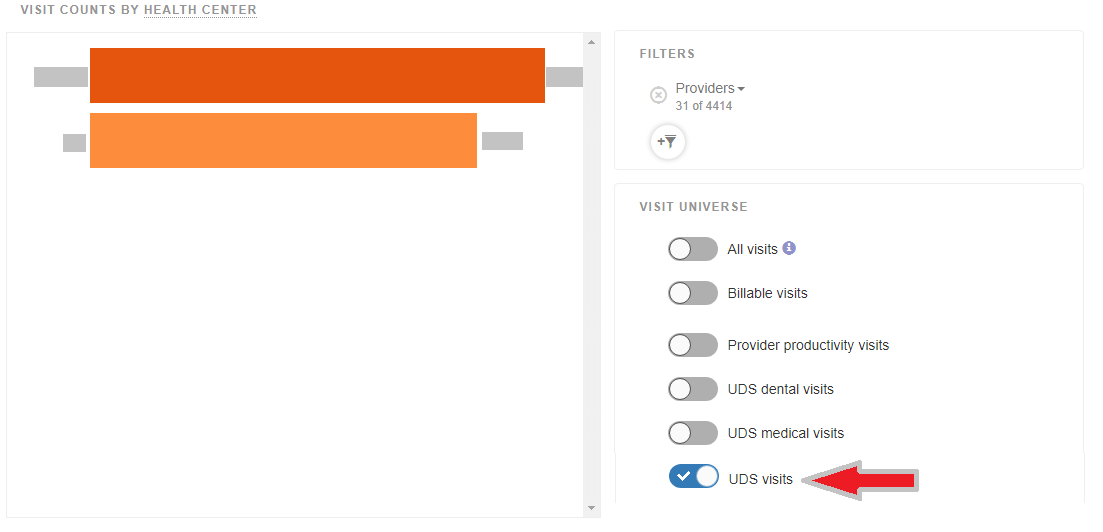 VISIT COUNTS BY HEALTH CENTER
FILTERS
Providers
31 of 4414
VISIT UNIVERSE
All visits
Billable visits
Provider productivity visits
UDS dental visits
UDS medical visits
UDS visits